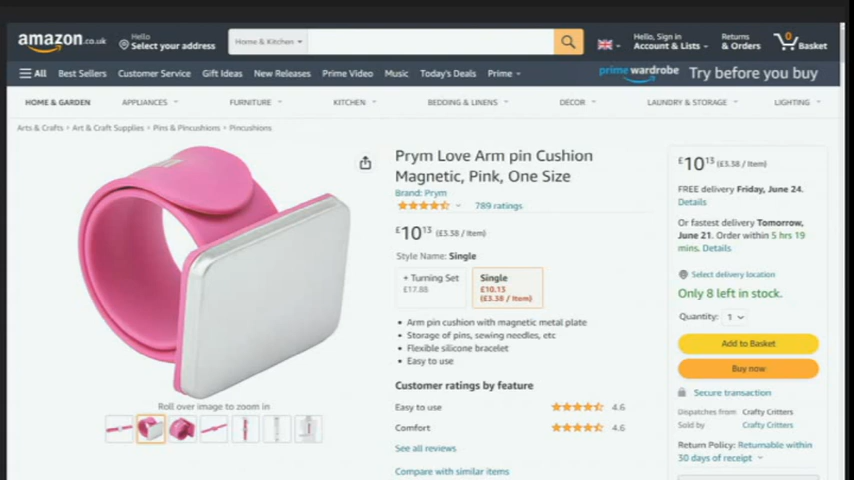 amazon.co.uk
Hello
Select your address
Home & Kitchen
Hello, Sign in
Account & Lists
Returns
& Orders
0
Basket
All
Best Sellers
Customer Service
Gift Ideas
New Releases
Prime Video
Music
Today's Deals
Prime
prime wardrobe
Try before you buy
HOME & GARDEN
APPLIANCES
FURNITURE
KITCHEN
BEDDING & LINENS
DECOR
LAUNDRY & STORAGE
LIGHTING
Arts & Crafts › Art & Craft Supplies › Pins & Pincushions › Pincushions
Roll over image to zoom in
Prym Love Arm pin Cushion
Magnetic, Pink, One Size
Brand: Prym
789 ratings
£10.13 (£3.38 / Item)
Style Name: Single
+ Turning Set
£17.88
Single
£10.13
(£3.38 / Item)
• Arm pin cushion with magnetic metal plate
• Storage of pins, sewing needles, etc
• Flexible silicone bracelet
• Easy to use
Customer ratings by feature
Easy to use 4.6
Comfort 4.6
See all reviews
Compare with similar items
£10.13 (£3.38 / Item)
FREE delivery Friday, June 24.
Details
Or fastest delivery Tomorrow,
June 21. Order within 5 hrs 19
mins. Details
Select delivery location
Only 8 left in stock.
Quantity: 1
Add to Basket
Buy now
Secure transaction
Dispatches from Crafty Critters
Sold by Crafty Critters
Return Policy: Returnable within
30 days of receipt